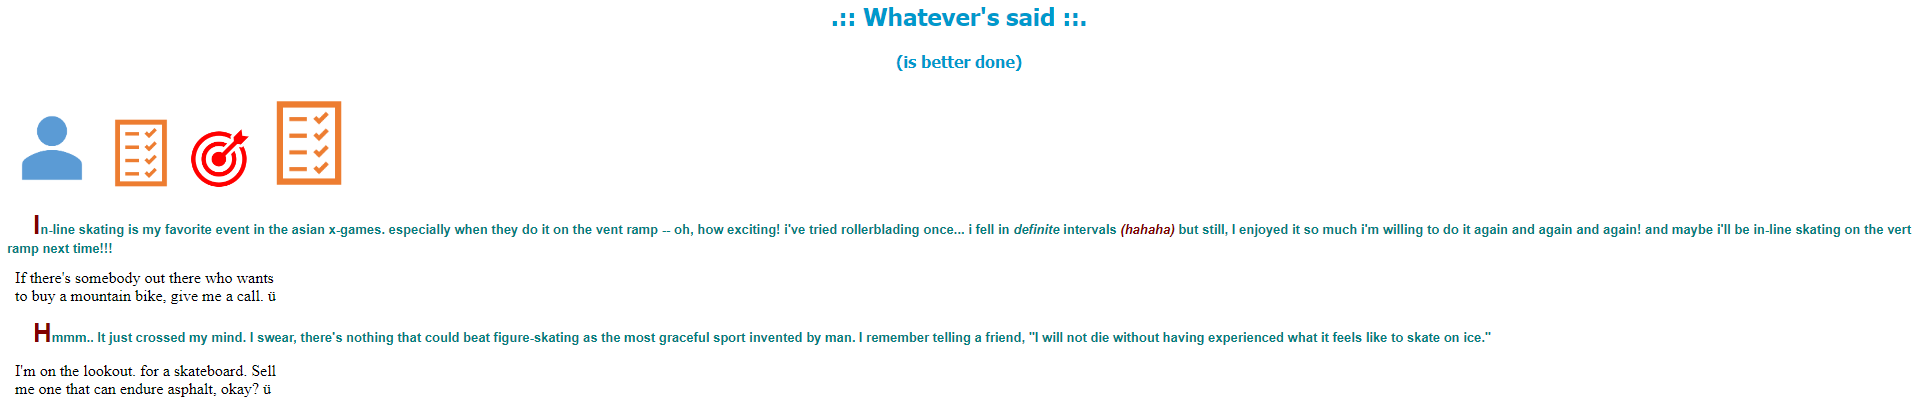 .:: Whatever's said ::.
(is better done)
In-line skating is my favorite event in the asian x-games. especially when they do it on the vent ramp -- oh, how exciting! i've tried rollerblading once... i fell in definite intervals (hahaha) but still, I enjoyed it so much i'm willing to do it again and again and again! and maybe i'll be in-line skating on the vert
ramp next time!!!
If there's somebody out there who wants
to buy a mountain bike, give me a call. ü
Hmmm.. It just crossed my mind. I swear, there's nothing that could beat figure-skating as the most graceful sport invented by man. I remember telling a friend, "I will not die without having experienced what it feels like to skate on ice."
I'm on the lookout. for a skateboard. Sell
me one that can endure asphalt, okay? ü